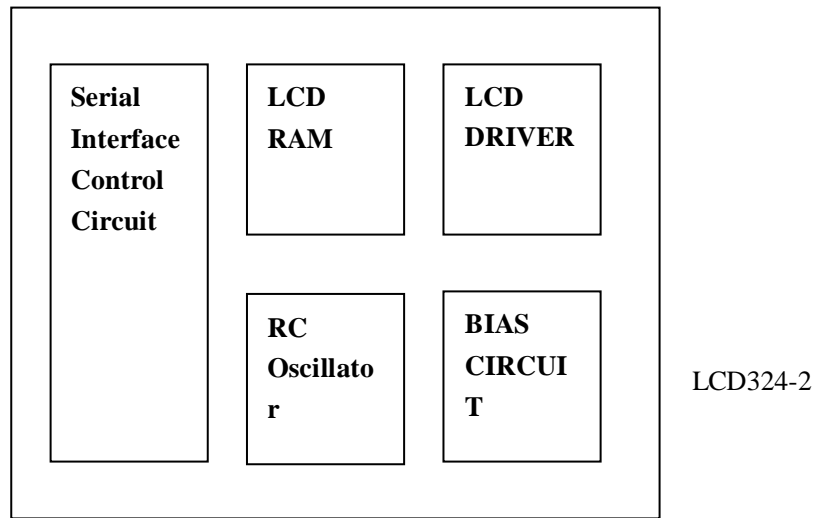 Serial
Interface
Control
Circuit
LCD
RAM
LCD
DRIVER
RC
Oscillato
r
BIAS
CIRCUI
T
LCD324-2